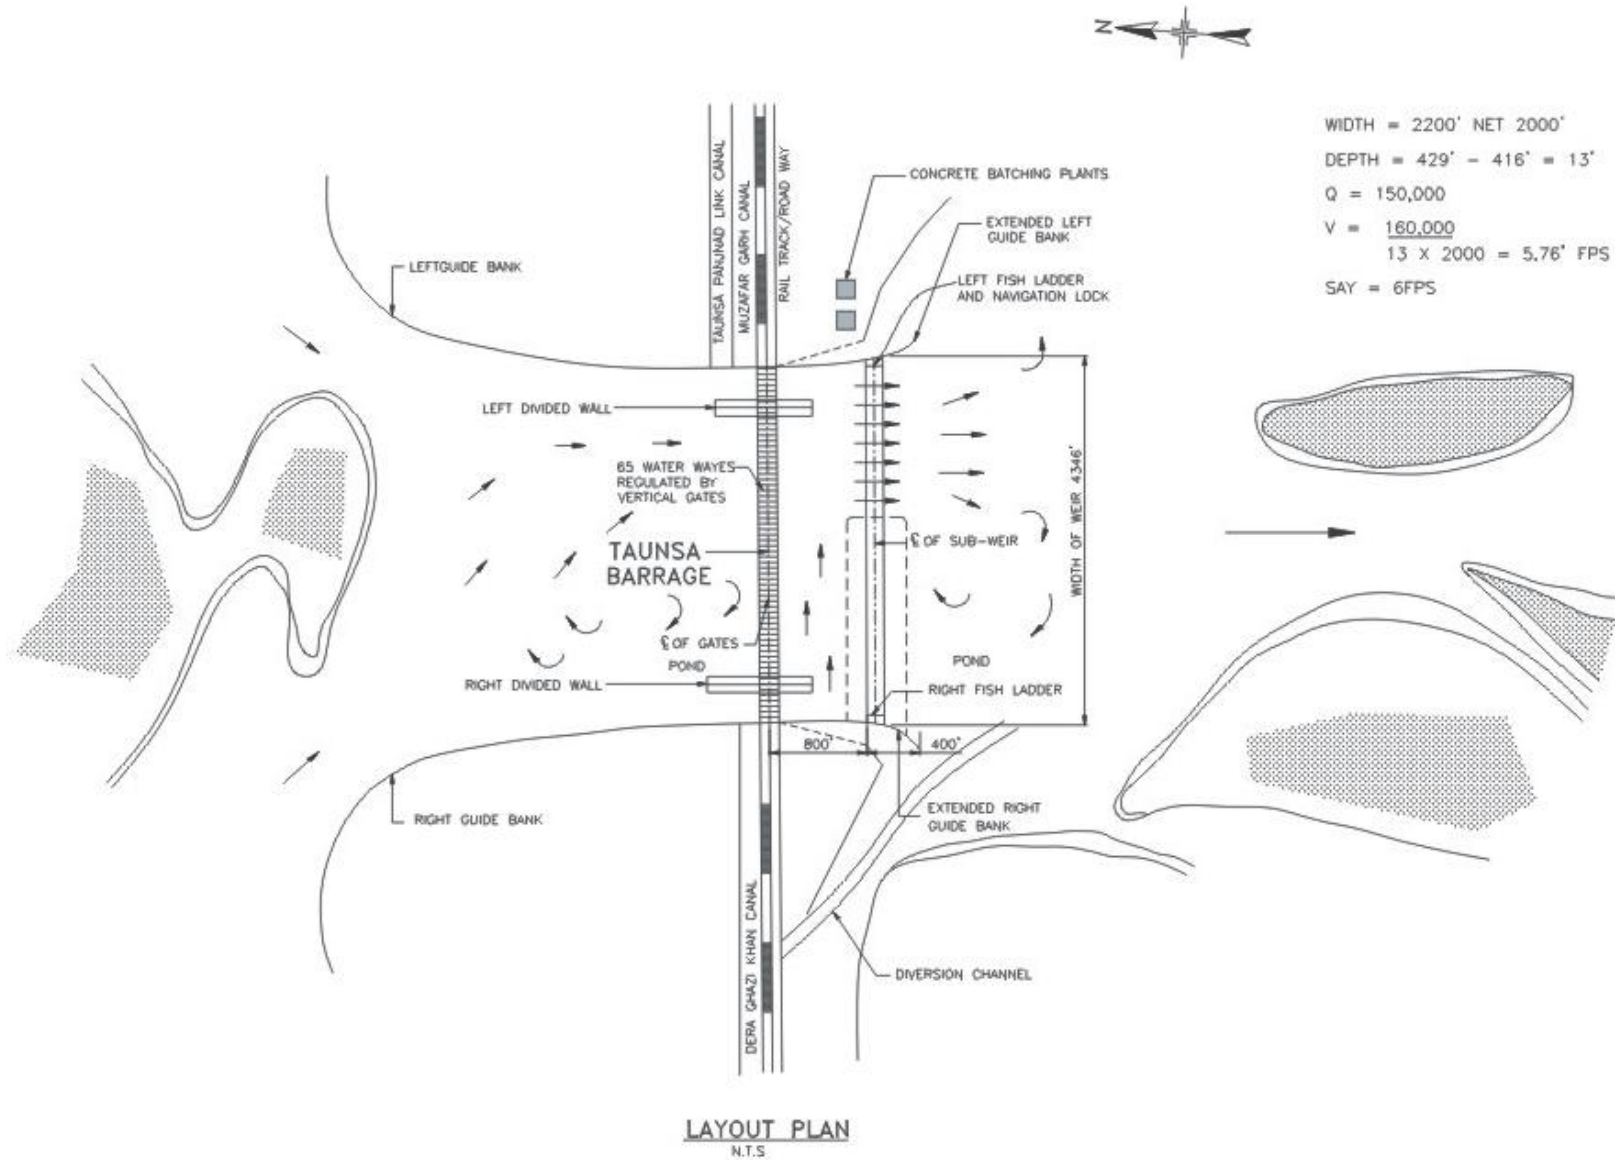 N
WIDTH = 2200' NET 2000'
DEPTH = 429' - 416' = 13'
Q = 150,000
V = 160,000
13 X 2000 = 5.76' FPS
SAY = 6FPS
TAUNSA PANJNAD LINK CANAL
MUZAFAR GARH CANAL
RAIL TRACK/ROAD WAY
CONCRETE BATCHING PLANTS
EXTENDED LEFT
GUIDE BANK
LEFTGUIDE BANK
LEFT FISH LADDER
AND NAVIGATION LOCK
LEFT DIVIDED WALL
65 WATER WAYES
REGULATED BY
VERTICAL GATES
TAUNSA
BARRAGE
℄ OF SUB-WEIR
WIDTH OF WEIR 4346'
℄ OF GATES
POND
POND
RIGHT DIVIDED WALL
RIGHT FISH LADDER
800'
400'
RIGHT GUIDE BANK
EXTENDED RIGHT
GUIDE BANK
DERA GHAZI KHAN CANAL
DIVERSION CHANNEL
LAYOUT PLAN
N.T.S